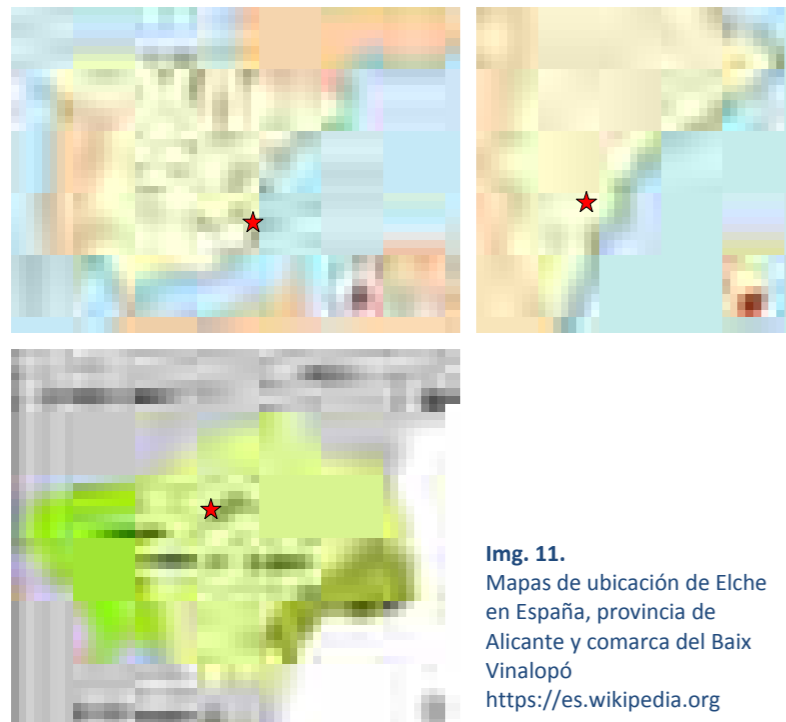 Img. 11.
Mapas de ubicación de Elche
en España, provincia de
Alicante y comarca del Baix
Vinalopó
https://es.wikipedia.org